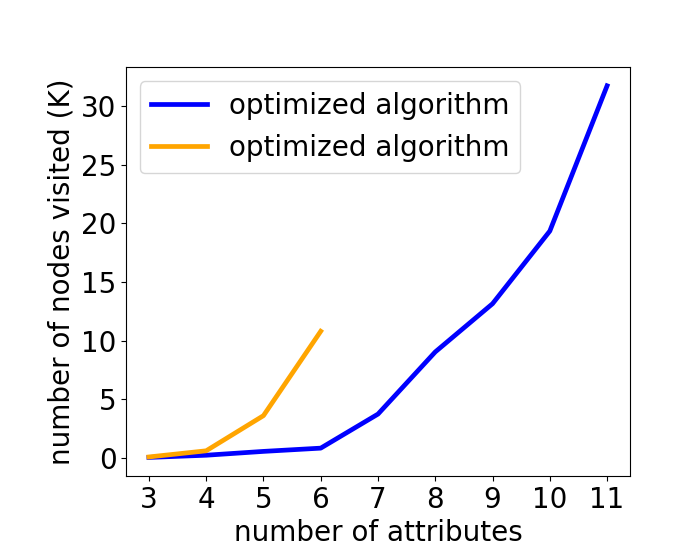 optimized algorithm
optimized algorithm
number of nodes visited (K)
30
25
20
15
10
5
0
3 4 5 6 7 8 9 10 11
number of attributes